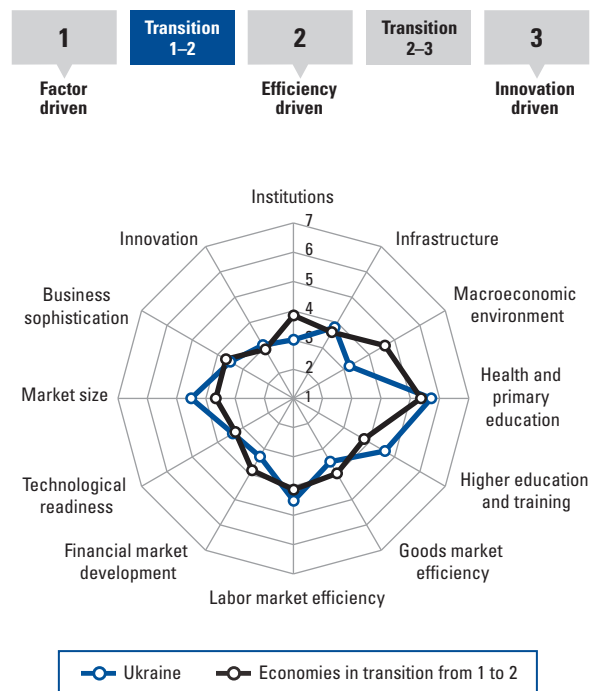 1
Transition
1–2
2
Transition
2–3
3
Factor
driven
Efficiency
driven
Innovation
driven
Institutions
7
6
5
4
3
2
1
Infrastructure
Macroeconomic
environment
Health and
primary
education
Higher education
and training
Goods market
efficiency
Labor market efficiency
Financial market
development
Technological
readiness
Market size
Business
sophistication
Innovation
Ukraine
Economies in transition from 1 to 2